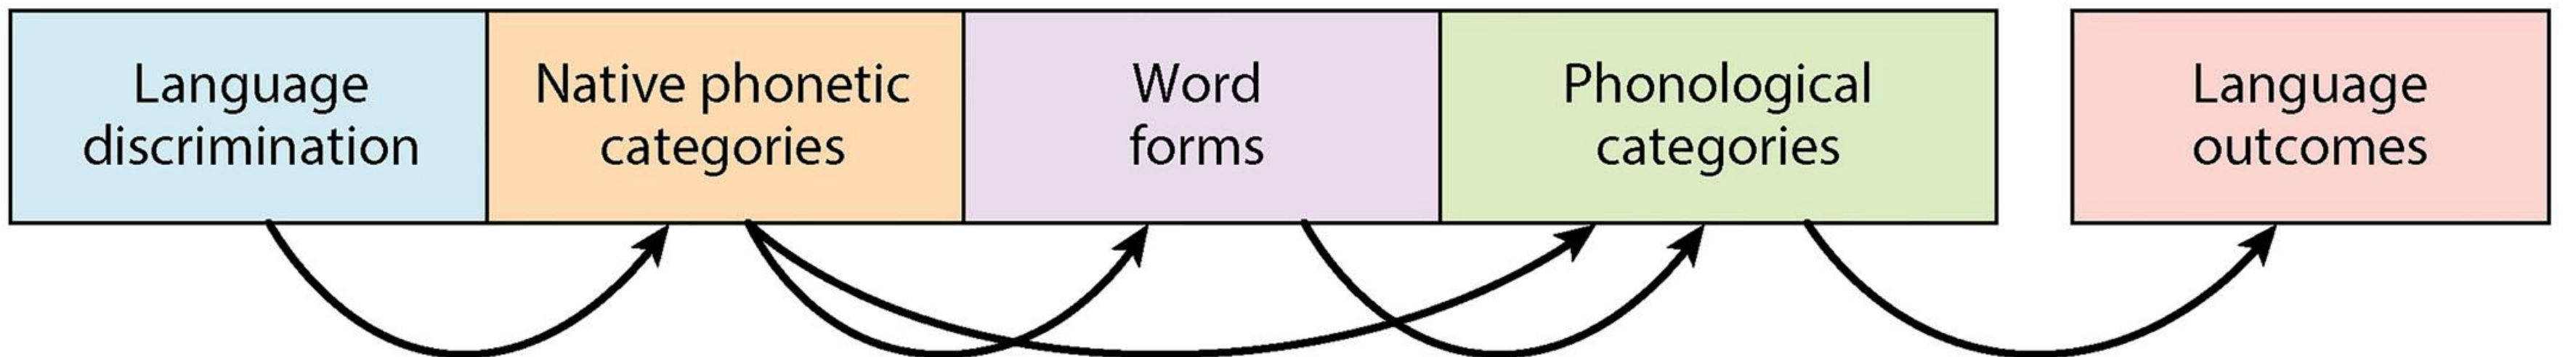 Language
discrimination
Native phonetic
categories
Word
forms
Phonological
categories
Language
outcomes